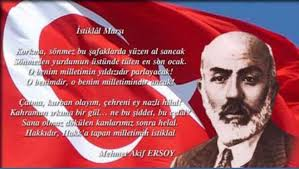 İstiklâl Marşı
Korkma, sönmez bu şafaklarda yüzen al sancak
Sönmeden yurdumun üstünde tüten en son ocak.
O benim milletimin yıldızıdır parlayacak!
O benimdir, o benim milletimindir ancak!
Çatma, kurban olayım, çehreni ey nazlı hilal!
Kahraman ırkıma bir gül... ne bu şiddet, bu celal?
Sana olmaz dökülen kanlarımız sonra helal.
Hakkıdır, Hakk'a tapan milletimin istiklal.
Mehmet Akif ERSOY